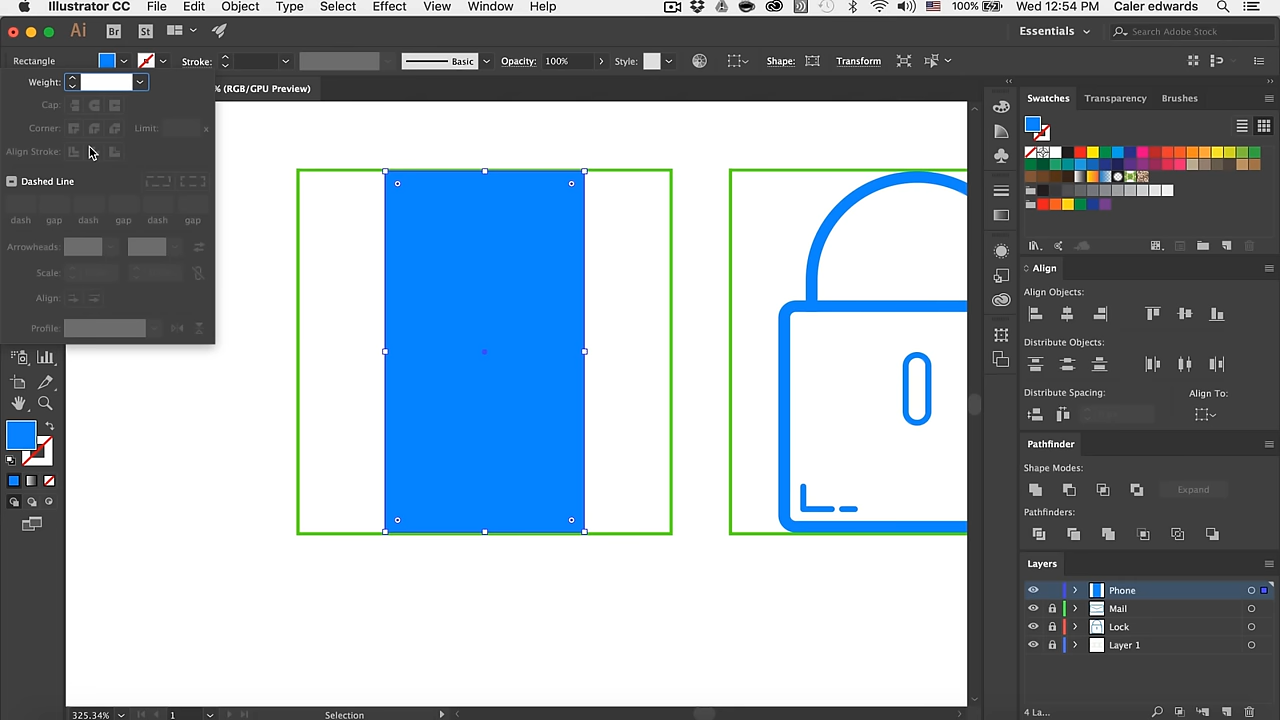 Illustrator CC File Edit Object Type Select Effect View Window Help 100% Wed 12:54 PM Caler edwards
Ai Br St Essentials Search Adobe Stock
Rectangle Stroke: Basic Opacity: 100% Style: Shape: Transform
Weight:
% (RGB/GPU Preview)
Swatches Transparency Brushes
Cap:
Corner: Limit: x
Align Stroke:
Dashed Line
dash gap dash gap dash gap
Arrowheads:
Scale:
Align:
Profile:
Align
Align Objects:
Distribute Objects:
Distribute Spacing: Align To:
Pathfinder
Shape Modes:
Expand
Pathfinders:
Layers
Phone
Mail
Lock
Layer 1
325.34% 1 Selection 4 La...